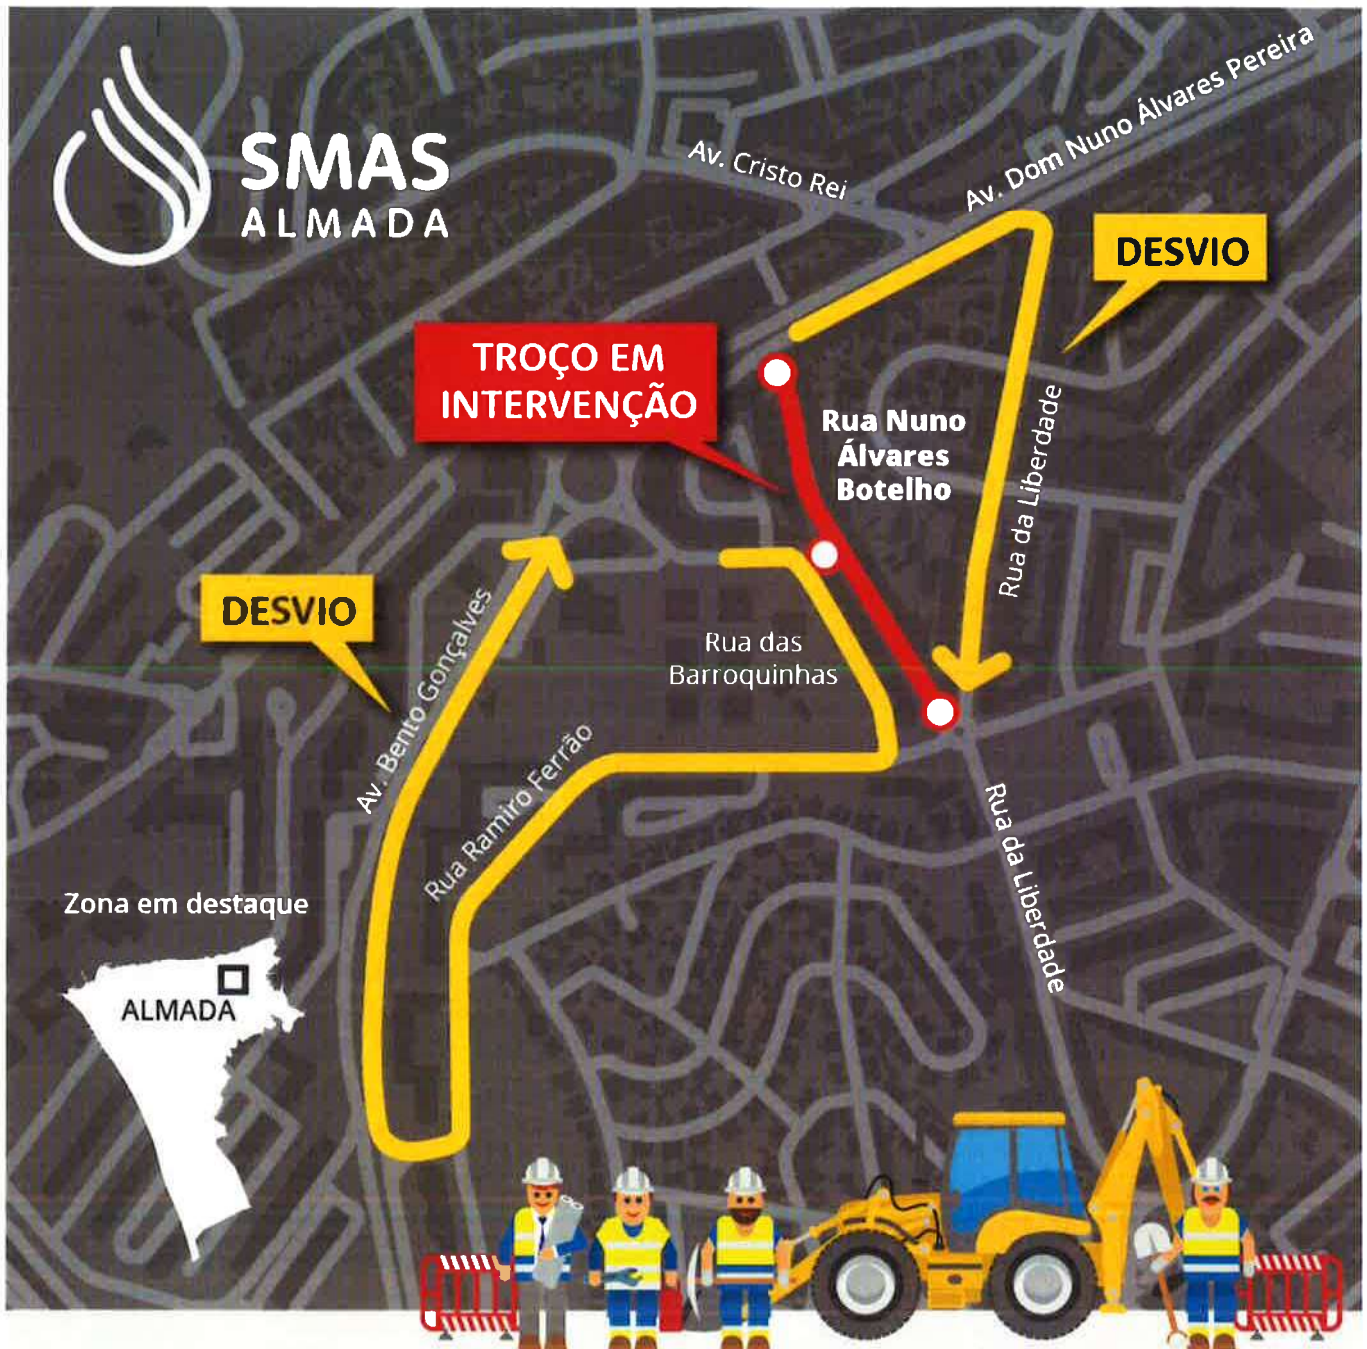 SMAS
ALMADA
Av. Cristo Rei
Av. Dom Nuno Álvares Pereira
DESVIO
TROÇO EM
INTERVENÇÃO
Rua Nuno
Álvares
Botelho
Rua da Liberdade
DESVIO
Av. Bento Gonçalves
Rua das
Barroquinhas
Rua Ramiro Ferrão
Rua da Liberdade
Zona em destaque
ALMADA